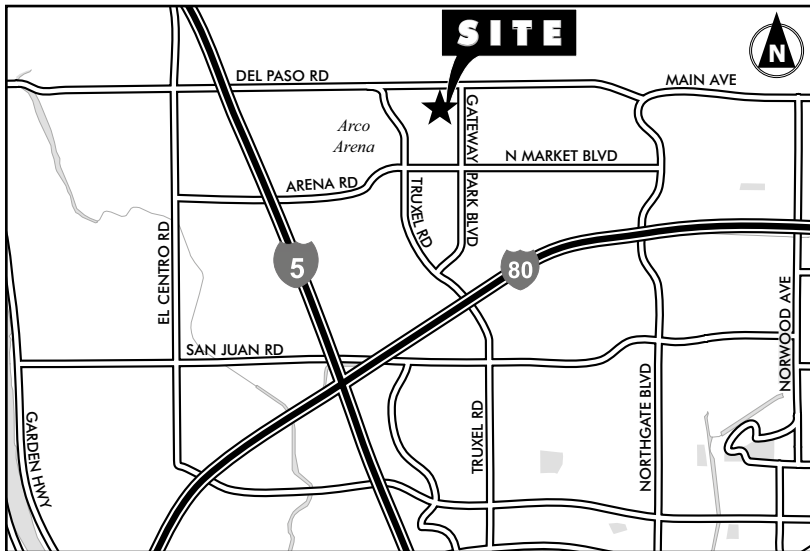 SITE
N
DEL PASO RD
MAIN AVE
Arco
Arena
GATEWAY PARK BLVD
N MARKET BLVD
ARENA RD
TRUXEL RD
EL CENTRO RD
5
80
NORWOOD AVE
SAN JUAN RD
GARDEN HWY
TRUXEL RD
NORTHGATE BLVD